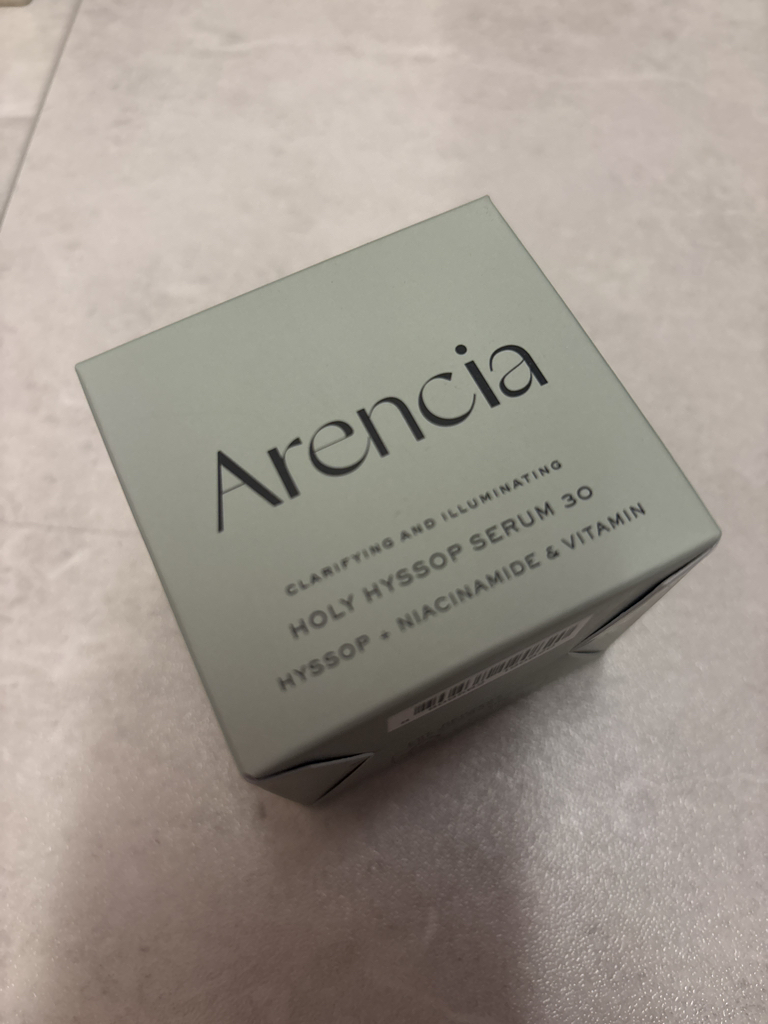 Arencia
CLARIFYING AND ILLUMINATING
HOLY HYSSOP SERUM 30
HYSSOP + NIACINAMIDE & VITAMIN